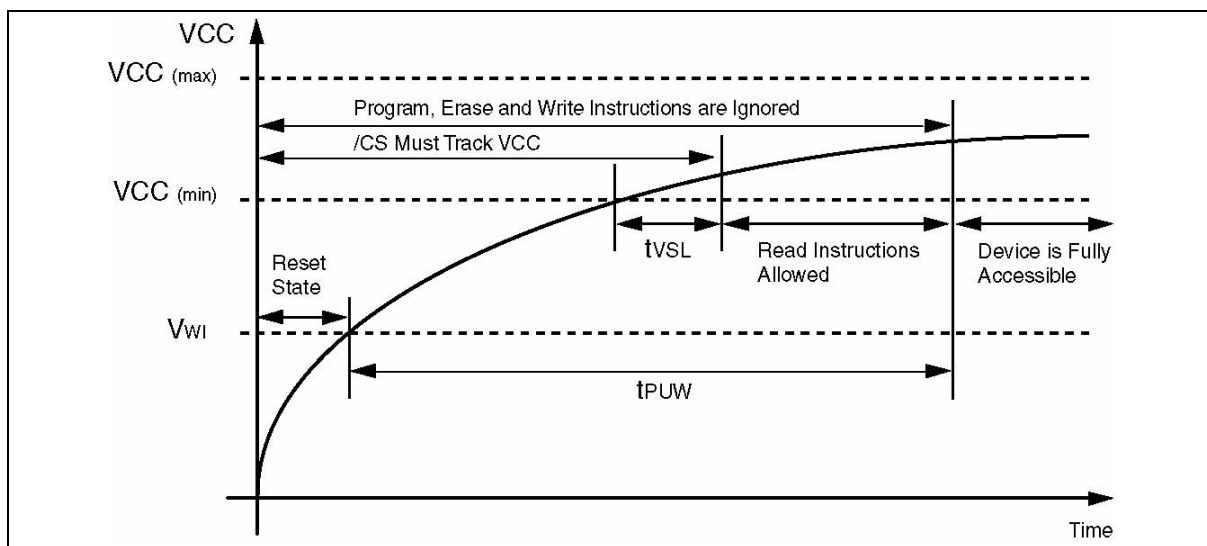 VCC
VCC (max)
Program, Erase and Write Instructions are Ignored
/CS Must Track VCC
VCC (min)
tVSL
Read Instructions
Allowed
Device is Fully
Accessible
Reset
State
VWI
tPUW
Time